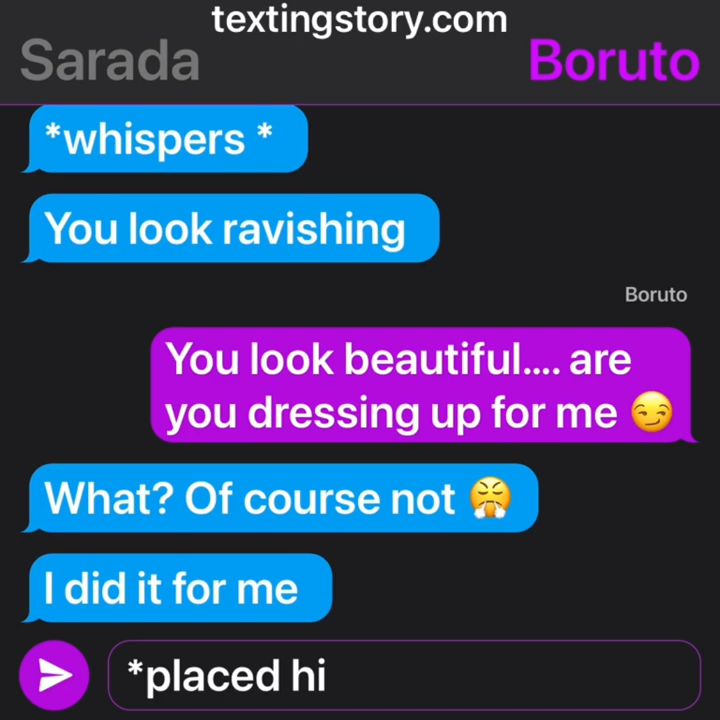 textingstory.com
Sarada
Boruto
*whispers *
You look ravishing
Boruto
You look beautiful.... are
you dressing up for me 😏
What? Of course not 😤
I did it for me
*placed hi